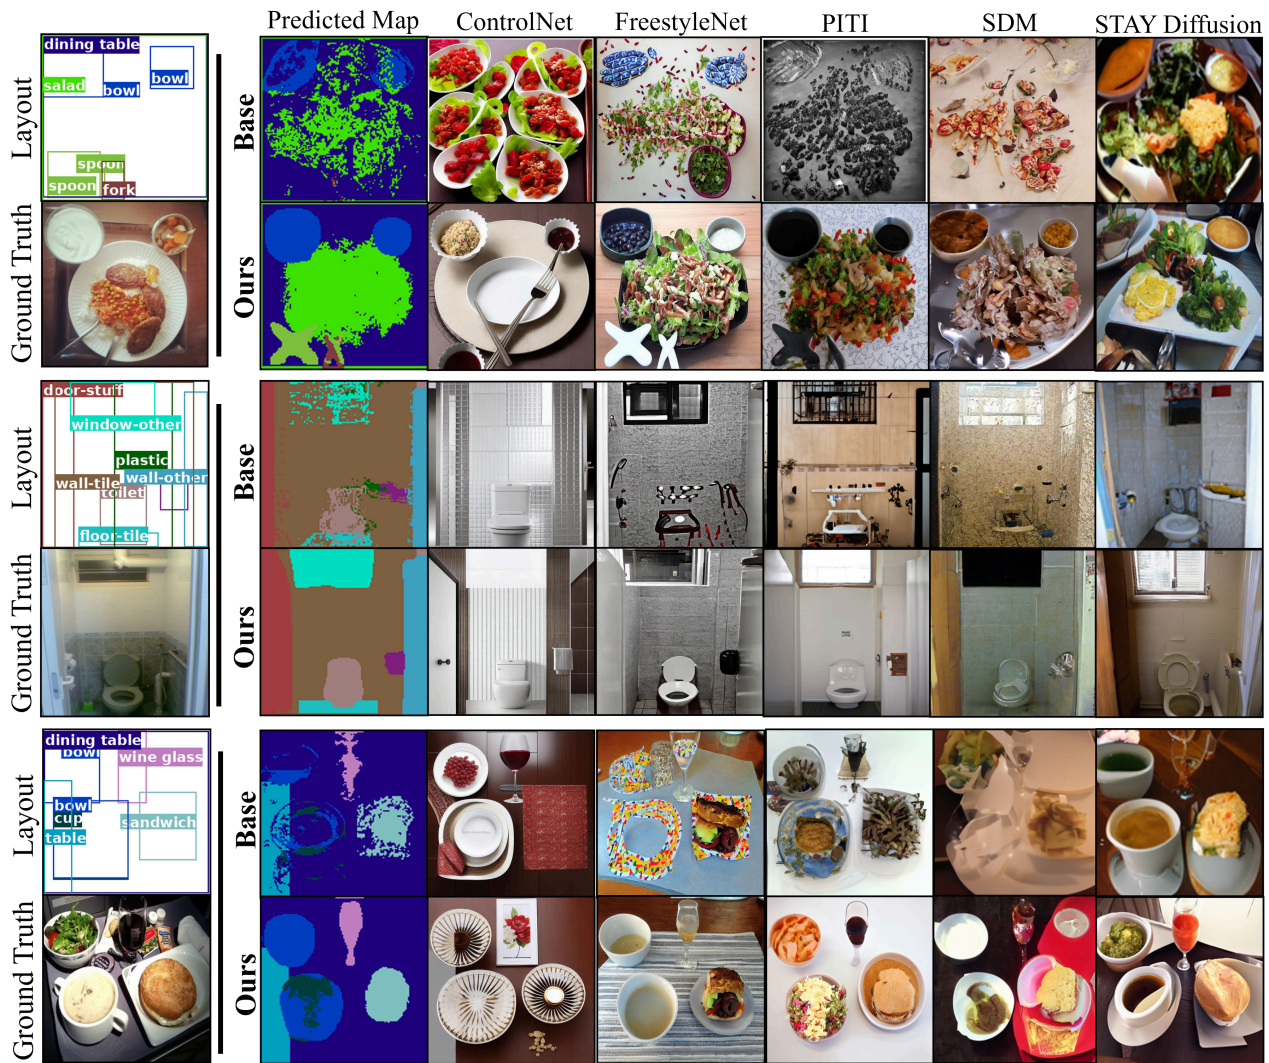 Predicted Map ControlNet FreestyleNet PITI SDM STAY Diffusion
Layout
dining table
bowl
salad
bowl
spoon
spoon
fork
Base
Ground Truth
Ours
Layout
door-stuff
window-other
plastic
wall-other
wall-tile
toilet
floor-tile
Base
Ground Truth
Ours
Layout
dining table
bowl
wine glass
bowl
cup
sandwich
table
Base
Ground Truth
Ours